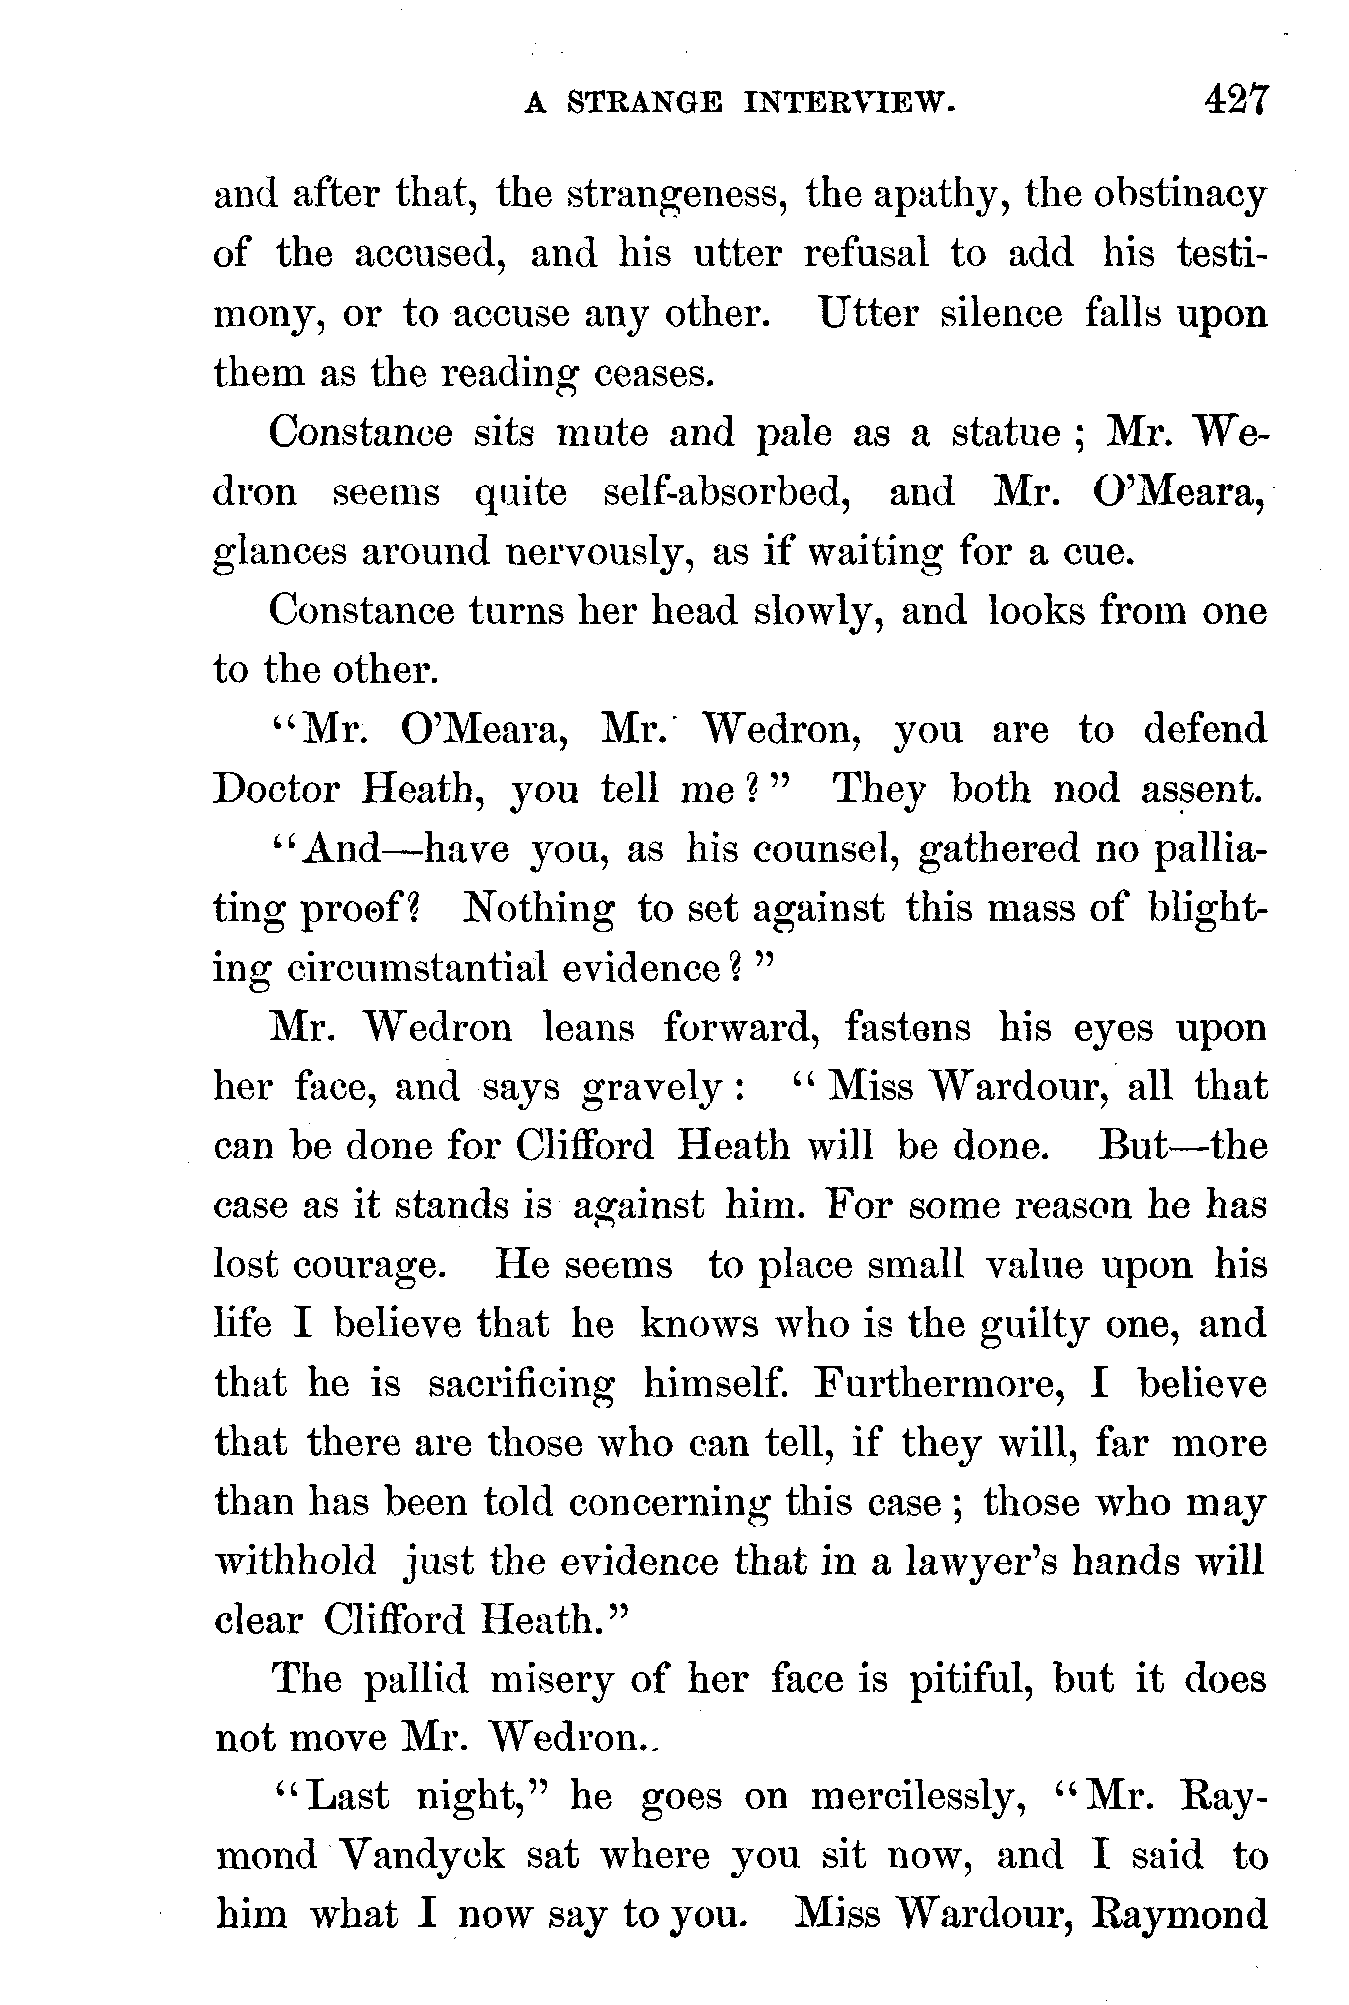 A STRANGE INTERVIEW. 427
and after that, the strangeness, the apathy, the obstinacy
of the accused, and his utter refusal to add his testi-
mony, or to accuse any other. Utter silence falls upon
them as the reading ceases.
Constance sits mute and pale as a statue ; Mr. We-
dron seems quite self-absorbed, and Mr. O'Meara,
glances around nervously, as if waiting for a cue.
Constance turns her head slowly, and looks from one
to the other.
"Mr. O'Meara, Mr. Wedron, you are to defend
Doctor Heath, you tell me ? " They both nod assent.
"And—have you, as his counsel, gathered no pallia-
ting proof? Nothing to set against this mass of blight-
ing circumstantial evidence ? "
Mr. Wedron leans forward, fastens his eyes upon
her face, and says gravely : " Miss Wardour, all that
can be done for Clifford Heath will be done. But—the
case as it stands is against him. For some reason he has
lost courage. He seems to place small value upon his
life I believe that he knows who is the guilty one, and
that he is sacrificing himself. Furthermore, I believe
that there are those who can tell, if they will, far more
than has been told concerning this case ; those who may
withhold just the evidence that in a lawyer's hands will
clear Clifford Heath."
The pallid misery of her face is pitiful, but it does
not move Mr. Wedron..
"Last night," he goes on mercilessly, "Mr. Ray-
mond Vandyck sat where you sit now, and I said to
him what I now say to you. Miss Wardour, Raymond